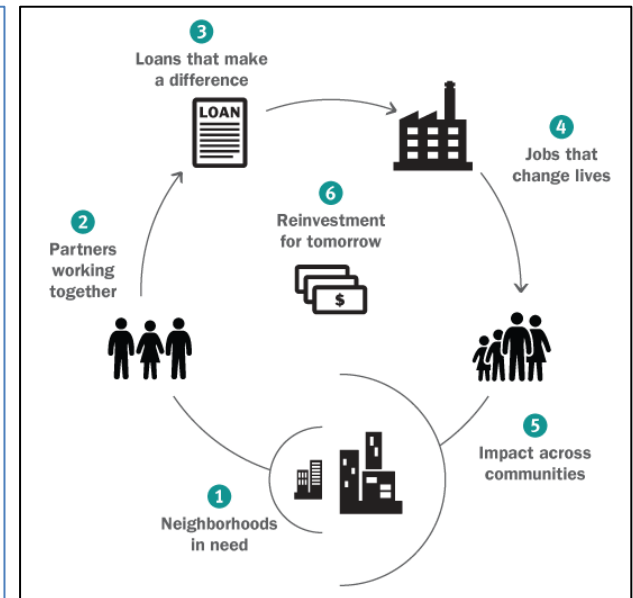 3
Loans that make
a difference
LOAN
4
Jobs that
change lives
6
Reinvestment
for tomorrow
$
2
Partners
working
together
5
Impact across
communities
1
Neighborhoods
in need